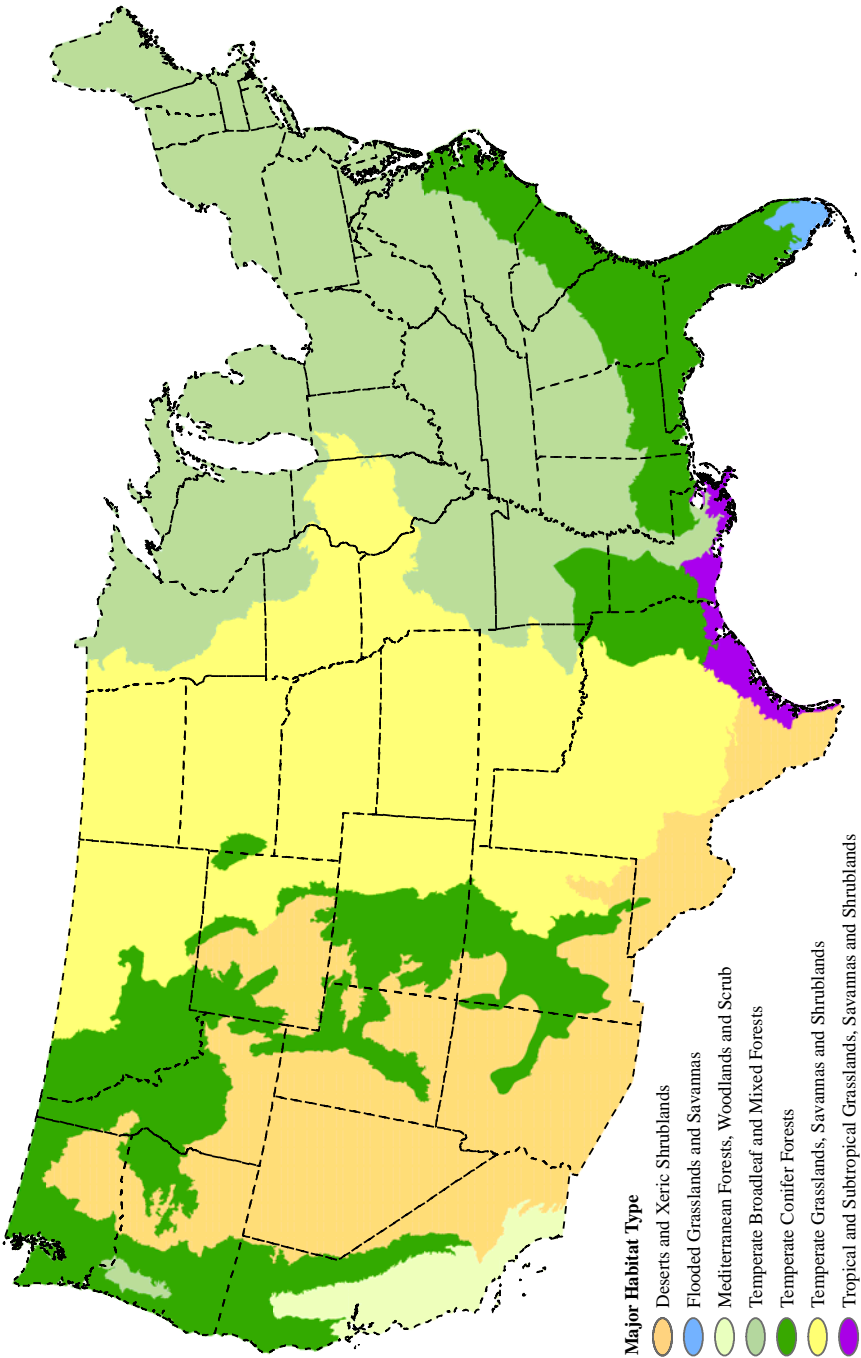 Major Habitat Type
Deserts and Xeric Shrublands
Flooded Grasslands and Savannas
Mediterranean Forests, Woodlands and Scrub
Temperate Broadleaf and Mixed Forests
Temperate Conifer Forests
Temperate Grasslands, Savannas and Shrublands
Tropical and Subtropical Grasslands, Savannas and Shrublands